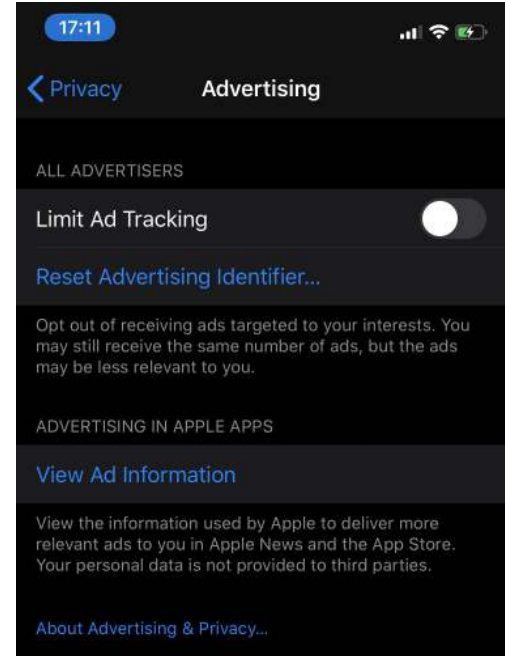 17:11
Privacy
Advertising
ALL ADVERTISERS
Limit Ad Tracking
Reset Advertising Identifier...
Opt out of receiving ads targeted to your interests. You
may still receive the same number of ads, but the ads
may be less relevant to you.
ADVERTISING IN APPLE APPS
View Ad Information
View the information used by Apple to deliver more
relevant ads to you in Apple News and the App Store.
Your personal data is not provided to third parties.
About Advertising & Privacy...